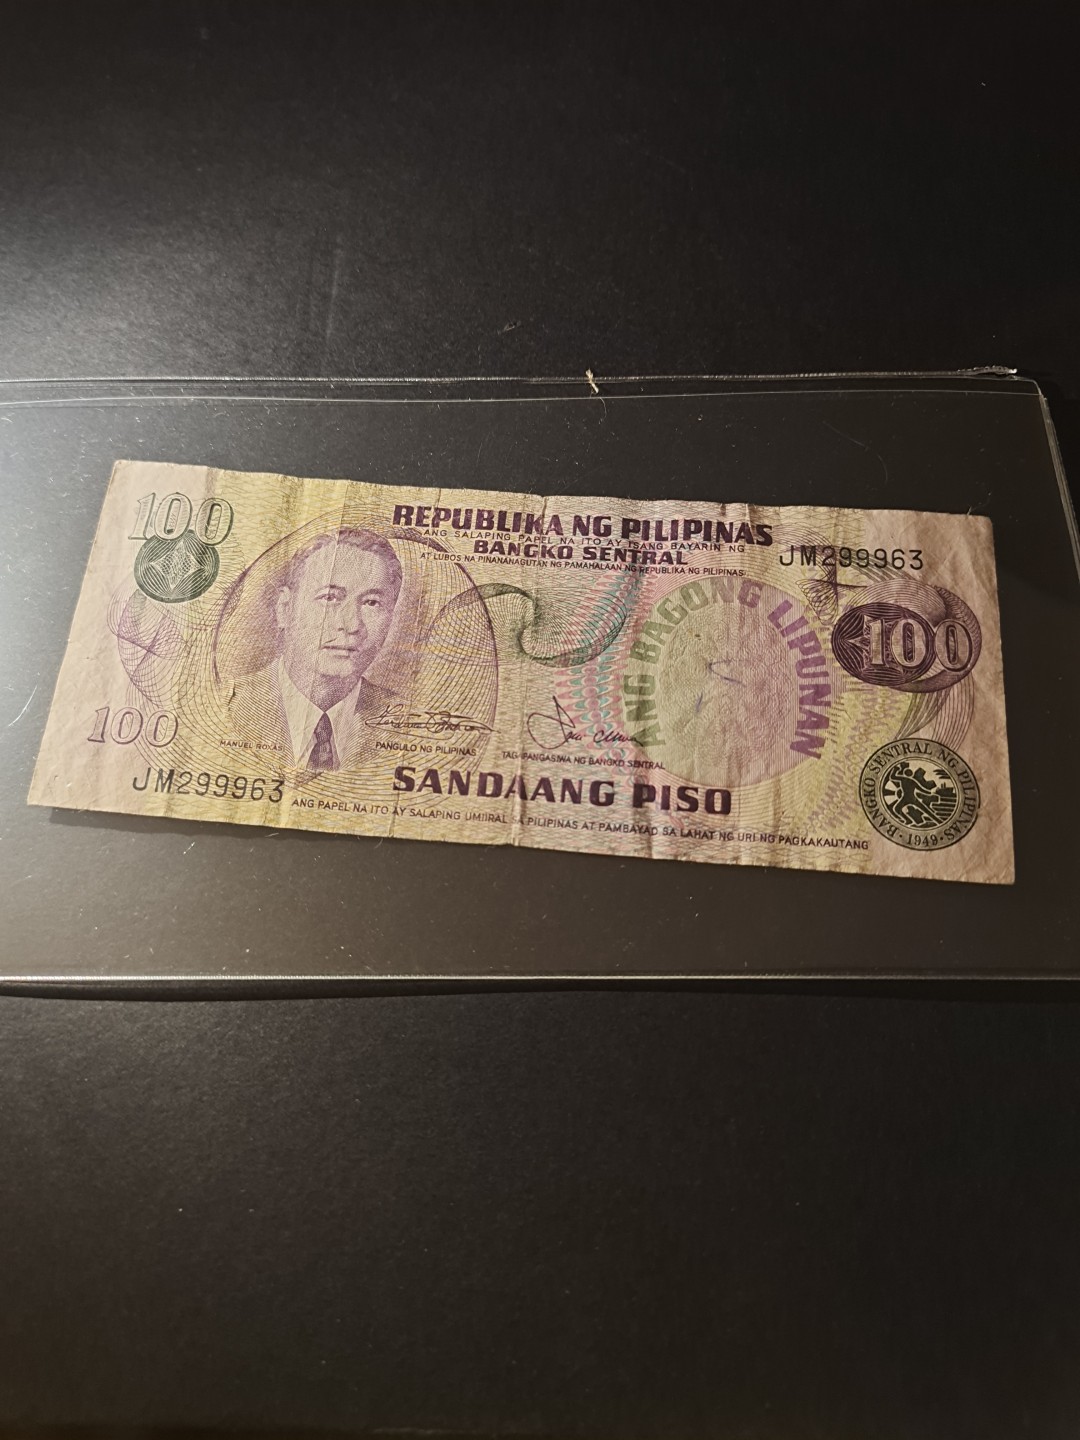 100
REPUBLIKA NG PILIPINAS
ANG SALAPING PAPEL NA ITO AY ISANG BAYARIN NG
BANGKO SENTRAL
AT LUBOS NA PINANANAGUTAN NG PAMAHALAAN NG REPUBLIKA NG PILIPINAS
JM299963
ANG BAGONG LIPUNAN
100
100
MANUEL ROXAS
PANGULO NG PILIPINAS
TAGAPANGASIWA NG BANGKO SENTRAL
JM299963
SANDAANG PISO
ANG PAPEL NA ITO AY SALAPING UMIIRAL SA PILIPINAS AT PAMBAYAD SA LAHAT NG URI NG PAGKAKAUTANG
BANGKO SENTRAL NG PILIPINAS
1949